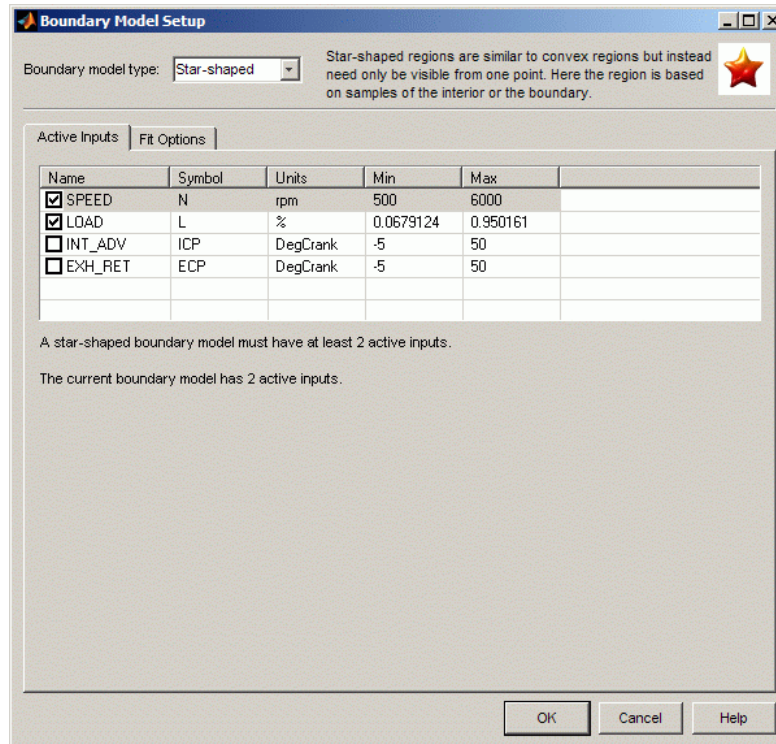 Boundary Model Setup
Boundary model type: Star-shaped
Star-shaped regions are similar to convex regions but instead
need only be visible from one point. Here the region is based
on samples of the interior or the boundary.
Active Inputs Fit Options
Name Symbol Units Min Max
SPEED N rpm 500 6000
LOAD L % 0.0679124 0.950161
INT_ADV ICP DegCrank -5 50
EXH_RET ECP DegCrank -5 50
A star-shaped boundary model must have at least 2 active inputs.
The current boundary model has 2 active inputs.
OK Cancel Help